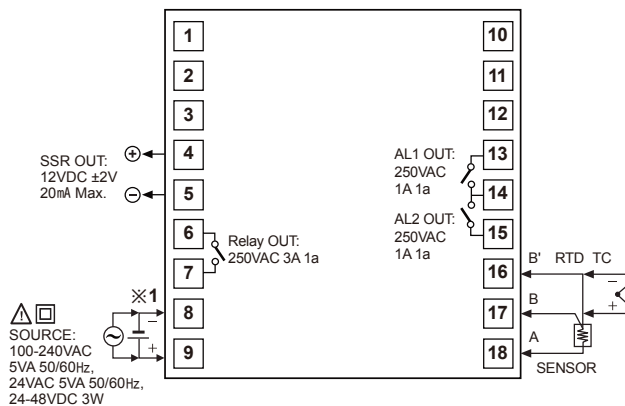 1
2
3
4
5
6
7
8
9
10
11
12
13
14
15
16
17
18
SSR OUT:
12VDC ±2V
20mA Max.
+
−
Relay OUT:
250VAC 3A 1a
※1
−
+
SOURCE:
100-240VAC
5VA 50/60Hz,
24VAC 5VA 50/60Hz,
24-48VDC 3W
AL1 OUT:
250VAC
1A 1a
AL2 OUT:
250VAC
1A 1a
B' RTD TC
−
B
+
A
SENSOR